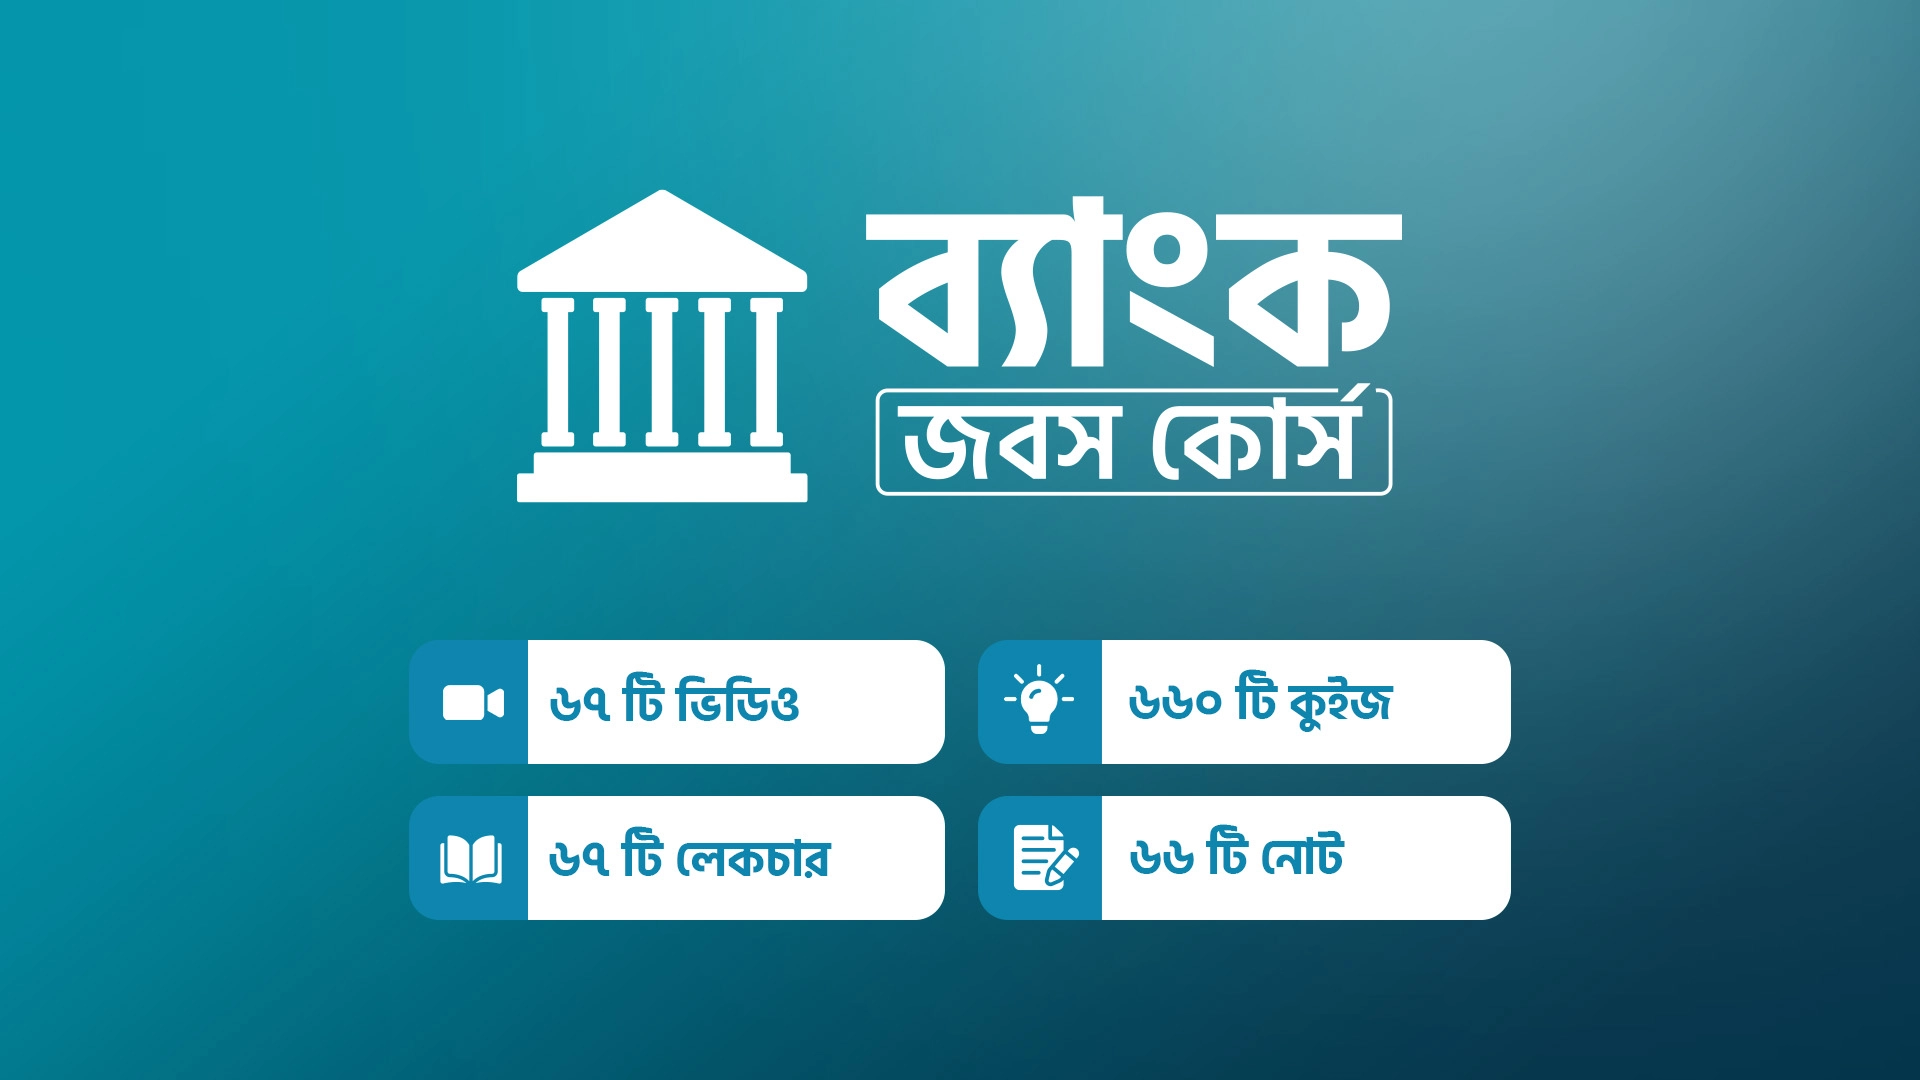 ব্যাংক
জবস কোর্স
৬৭ টি ভিডিও
৬৬০ টি কুইজ
৬৭ টি লেকচার
৬৬ টি নোট